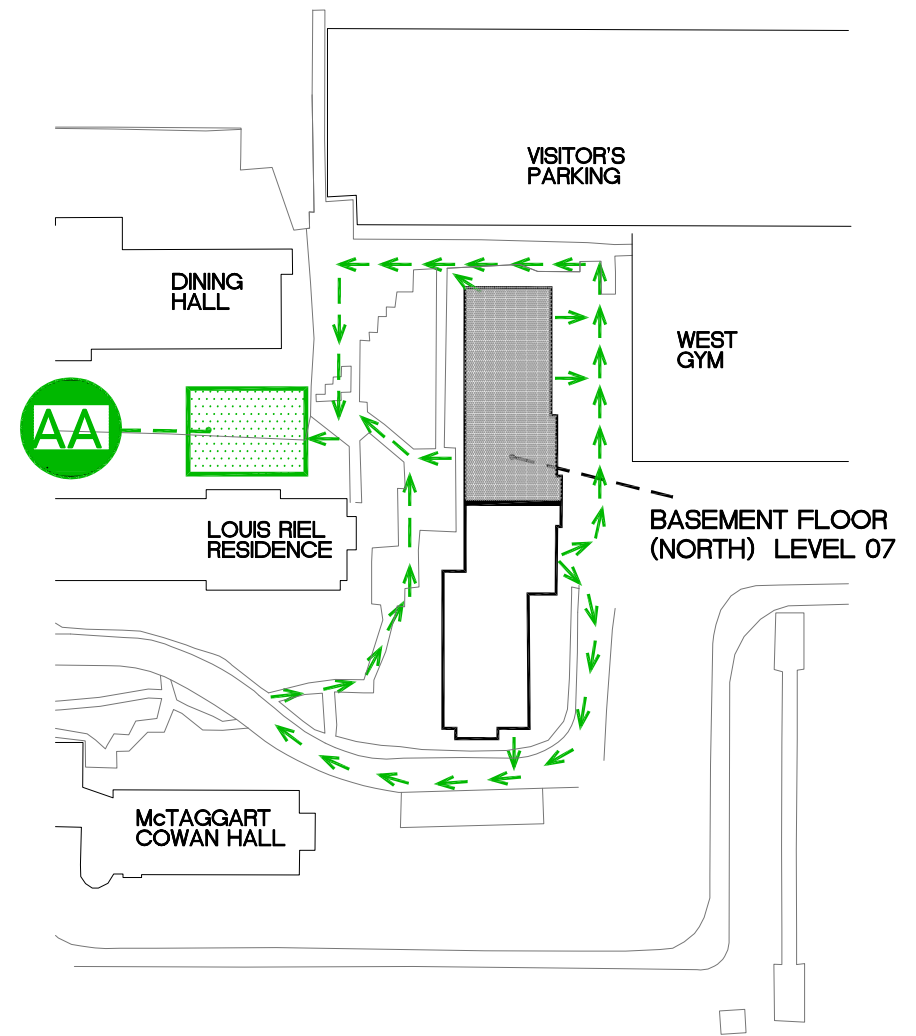 VISITOR'S
PARKING
DINING
HALL
WEST
GYM
AA
BASEMENT FLOOR
(NORTH) LEVEL 07
LOUIS RIEL
RESIDENCE
McTAGGART
COWAN HALL